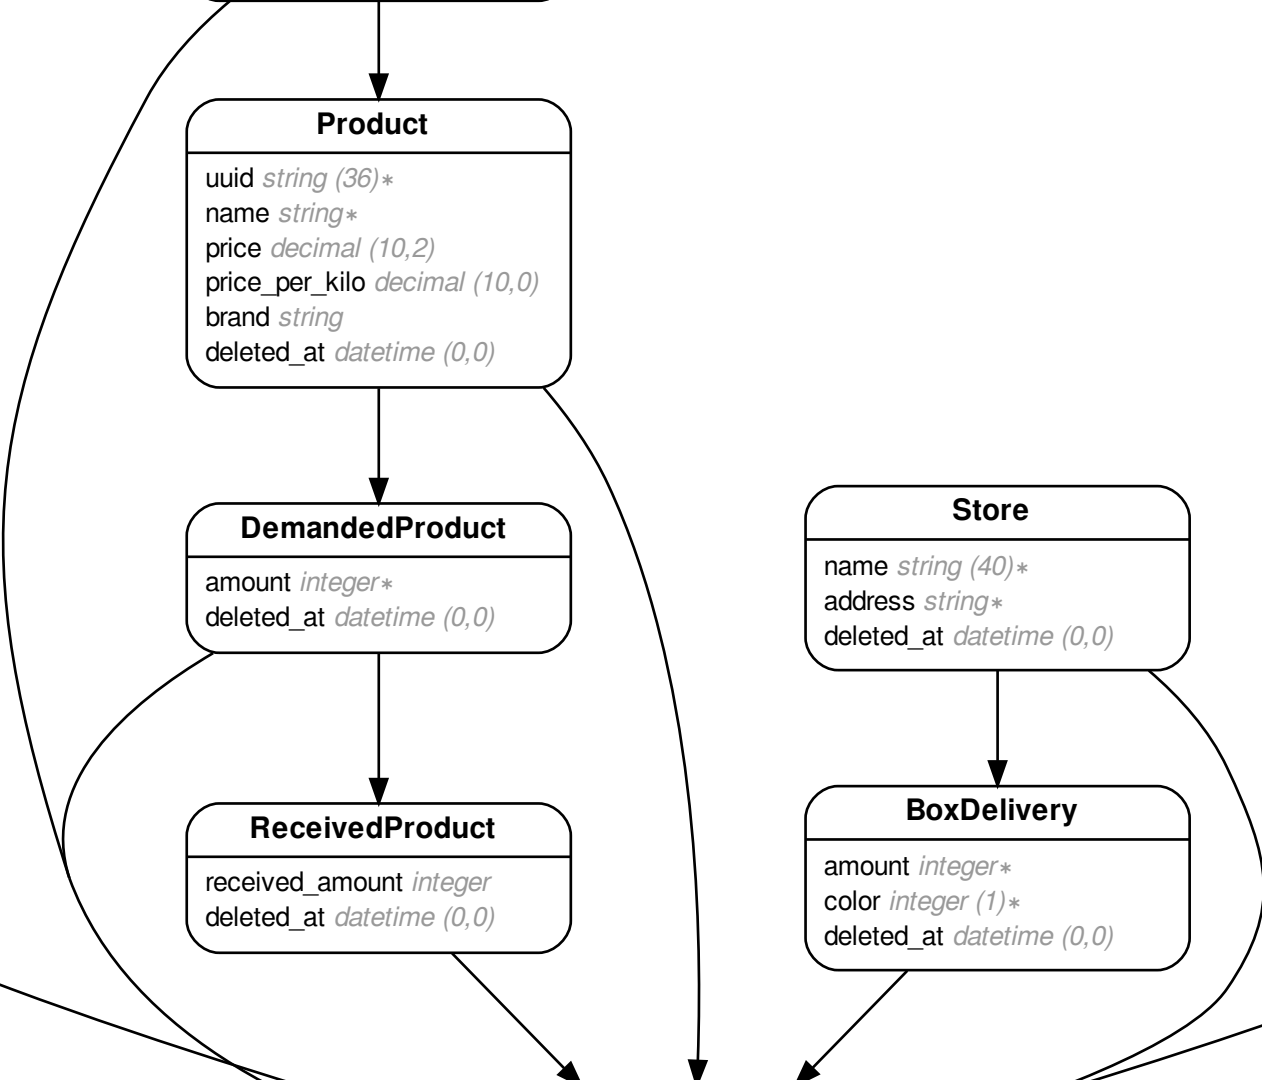 Product
uuid string (36)∗
name string∗
price decimal (10,2)
price_per_kilo decimal (10,0)
brand string
deleted_at datetime (0,0)
DemandedProduct
amount integer∗
deleted_at datetime (0,0)
Store
name string (40)∗
address string∗
deleted_at datetime (0,0)
ReceivedProduct
received_amount integer
deleted_at datetime (0,0)
BoxDelivery
amount integer∗
color integer (1)∗
deleted_at datetime (0,0)